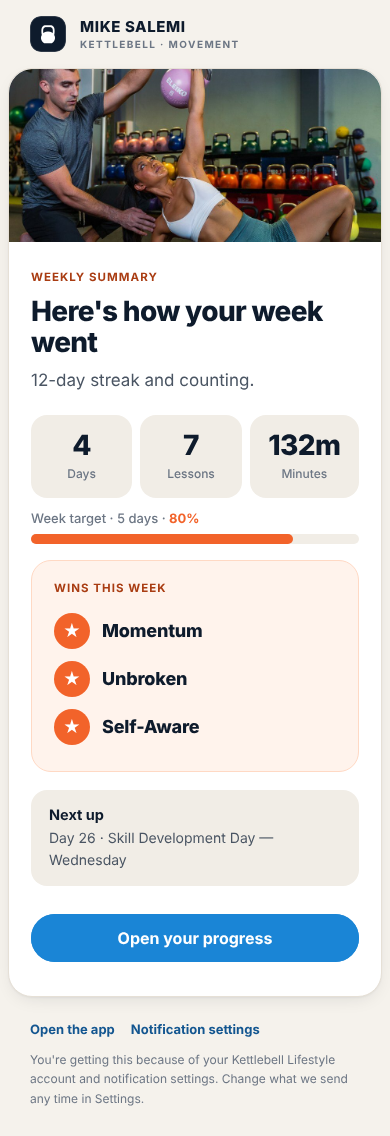 MIKE SALEMI
KETTLEBELL · MOVEMENT
WEEKLY SUMMARY
Here's how your week
went
12-day streak and counting.
4
Days
7
Lessons
132m
Minutes
Week target · 5 days · 80%
WINS THIS WEEK
Momentum
Unbroken
Self-Aware
Next up
Day 26 · Skill Development Day —
Wednesday
Open your progress
Open the app Notification settings
You're getting this because of your Kettlebell Lifestyle
account and notification settings. Change what we send
any time in Settings.